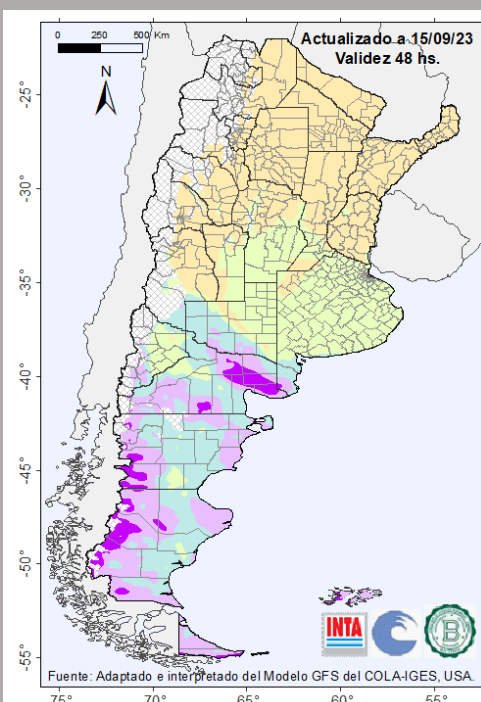 0 250 500 Km
Actualizado a 15/09/23
Validez 48 hs.
N
-25°
-30°
-35°
-40°
-45°
-50°
-55°
INTA
B
Fuente: Adaptado e interpretado del Modelo GFS del COLA-IGES, USA.
75° 70° 65° 60° 55°